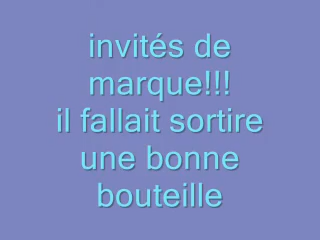 invités de
marque!!!
il fallait sortire
une bonne
bouteille